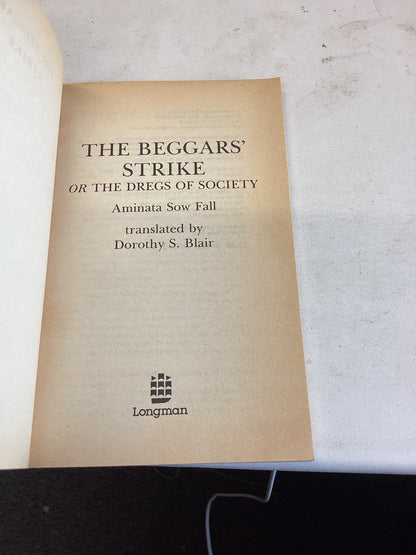 THE BEGGARS'
STRIKE
OR THE DREGS OF SOCIETY
Aminata Sow Fall
translated by
Dorothy S. Blair
Longman